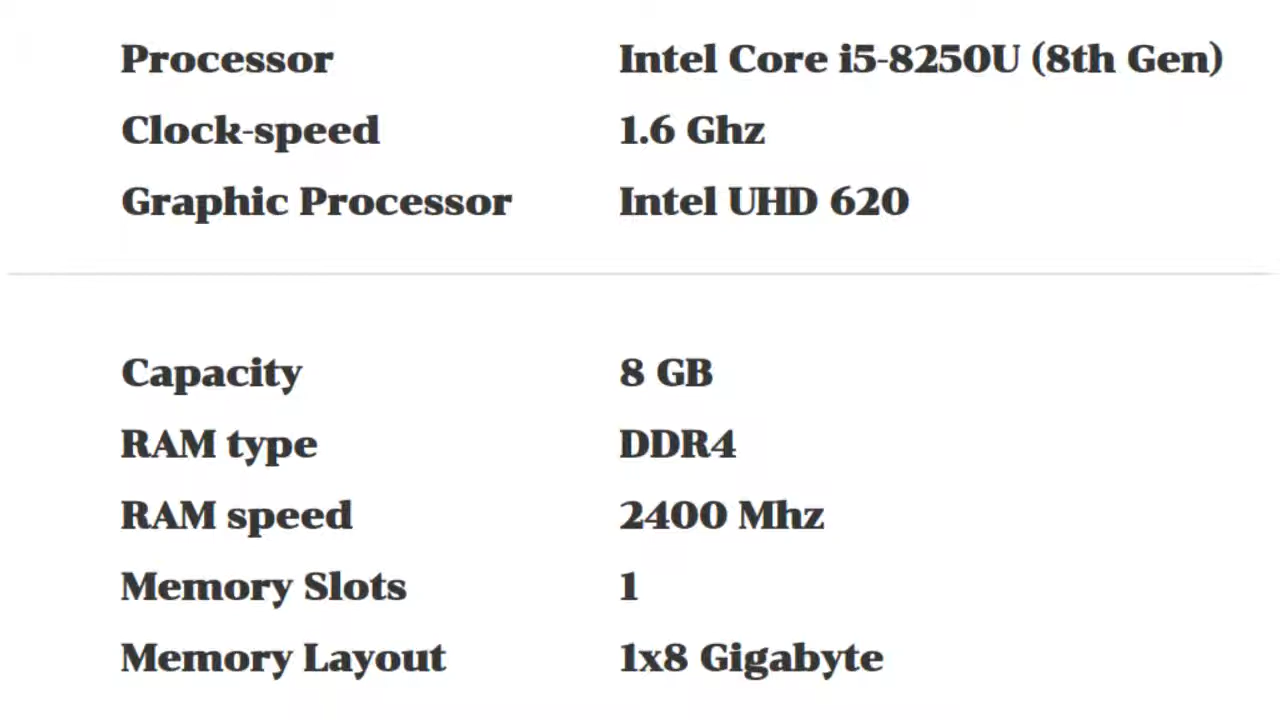 Processor Intel Core i5-8250U (8th Gen)
Clock-speed 1.6 Ghz
Graphic Processor Intel UHD 620
Capacity 8 GB
RAM type DDR4
RAM speed 2400 Mhz
Memory Slots 1
Memory Layout 1x8 Gigabyte